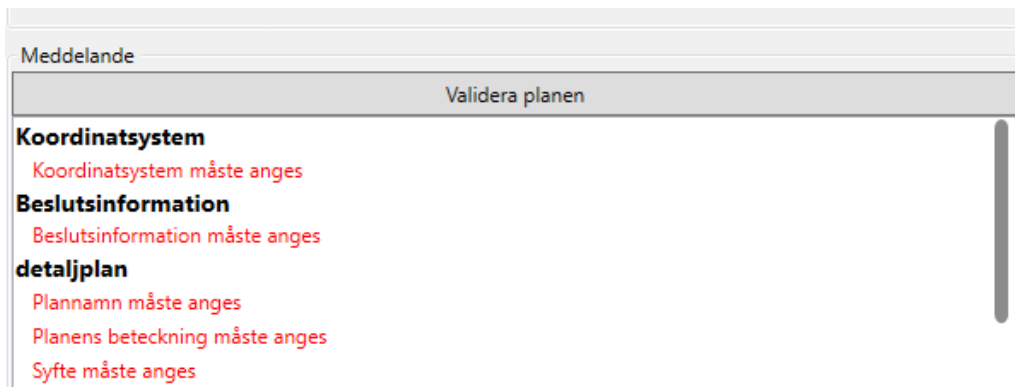 Meddelande
Validera planen
Koordinatsystem
Koordinatsystem måste anges
Beslutsinformation
Beslutsinformation måste anges
detaljplan
Plannamn måste anges
Planens beteckning måste anges
Syfte måste anges